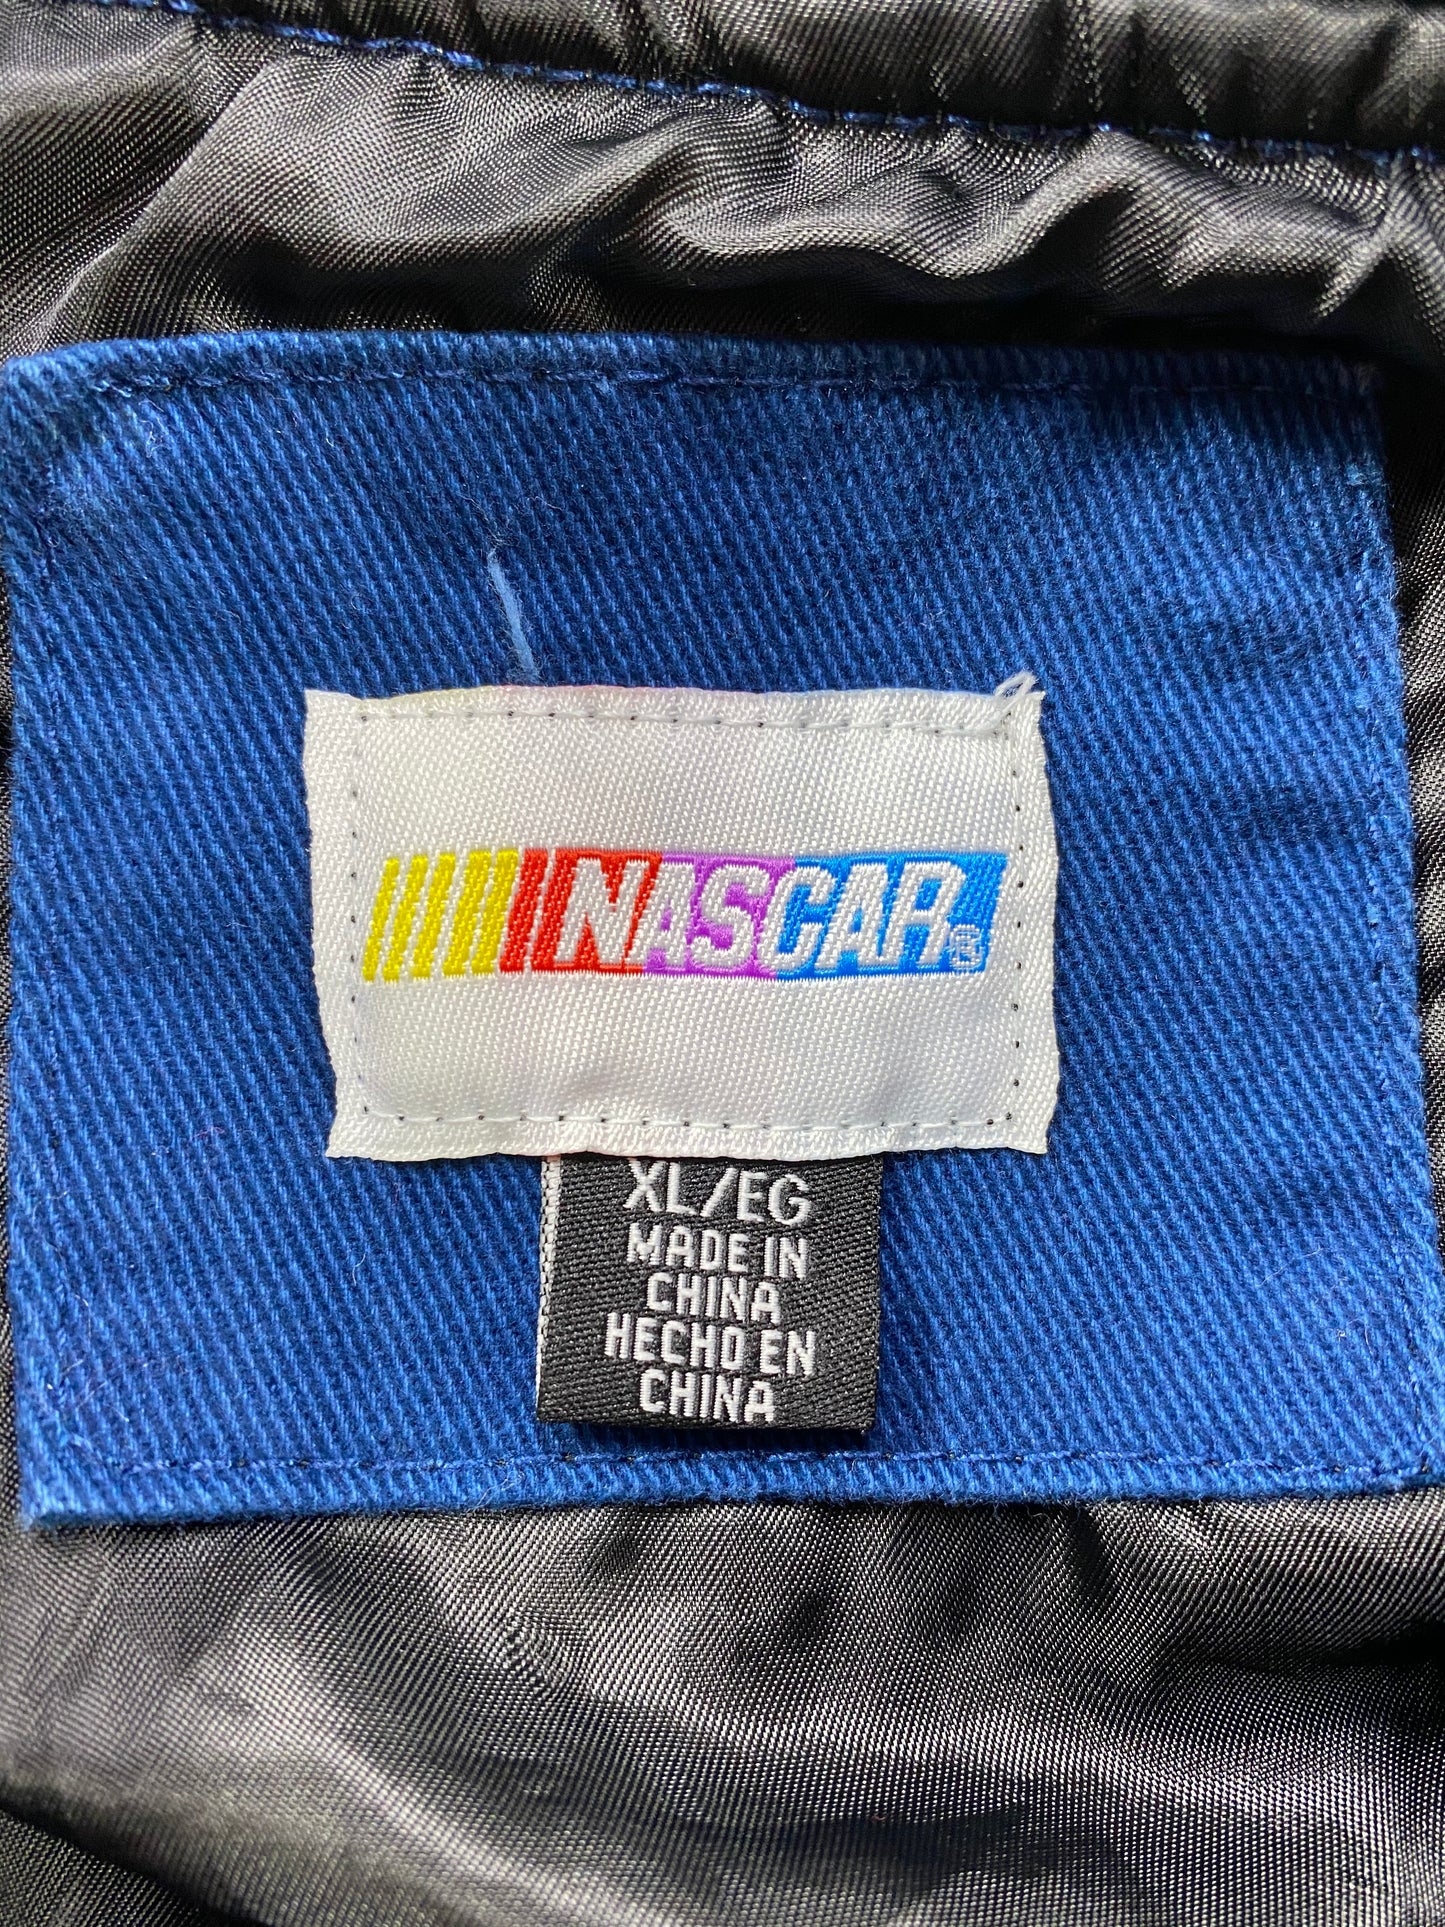 NASCAR®
XL/EG
MADE IN
CHINA
HECHO EN
CHINA